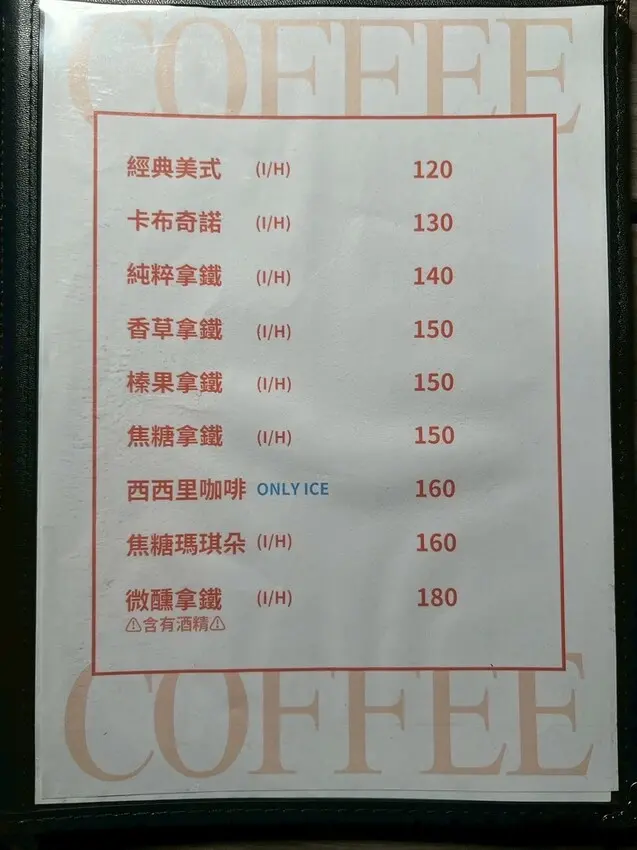 COFFEE
經典美式 (I/H) 120
卡布奇諾 (I/H) 130
純粹拿鐵 (I/H) 140
香草拿鐵 (I/H) 150
榛果拿鐵 (I/H) 150
焦糖拿鐵 (I/H) 150
西西里咖啡 ONLY ICE 160
焦糖瑪琪朵 (I/H) 160
微醺拿鐵 (I/H) 180
⚠含有酒精⚠
COFFEE